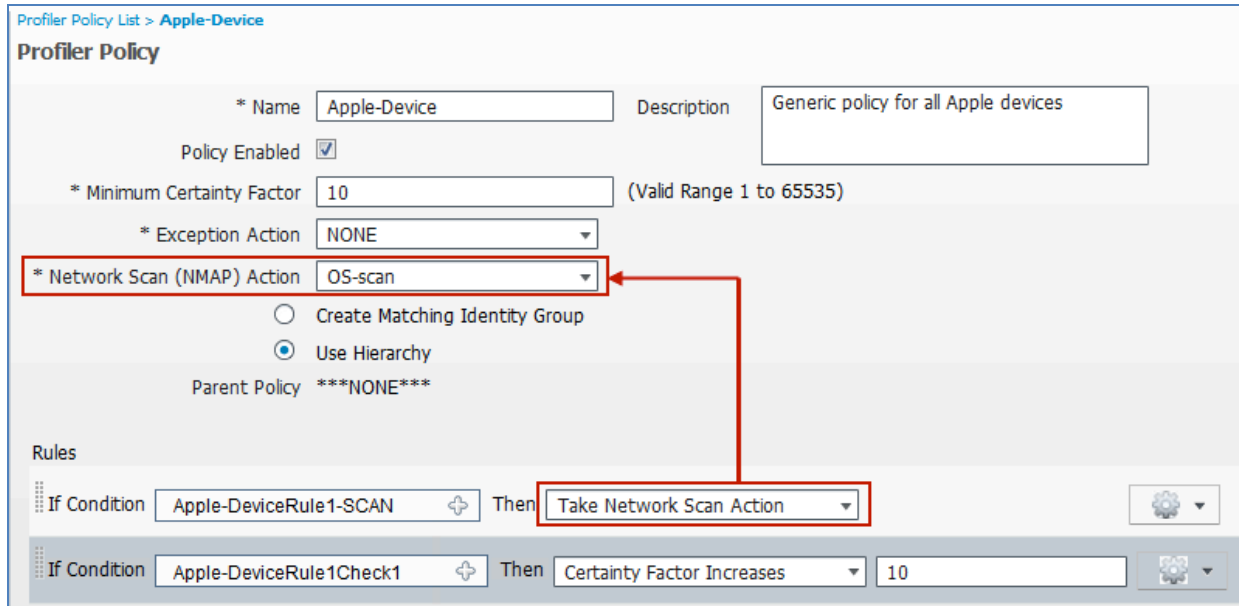 Profiler Policy List > Apple-Device
Profiler Policy
* Name Apple-Device Description Generic policy for all Apple devices
Policy Enabled
* Minimum Certainty Factor 10 (Valid Range 1 to 65535)
* Exception Action NONE
* Network Scan (NMAP) Action OS-scan
Create Matching Identity Group
Use Hierarchy
Parent Policy ***NONE***
Rules
If Condition Apple-DeviceRule1-SCAN Then Take Network Scan Action
If Condition Apple-DeviceRule1Check1 Then Certainty Factor Increases 10